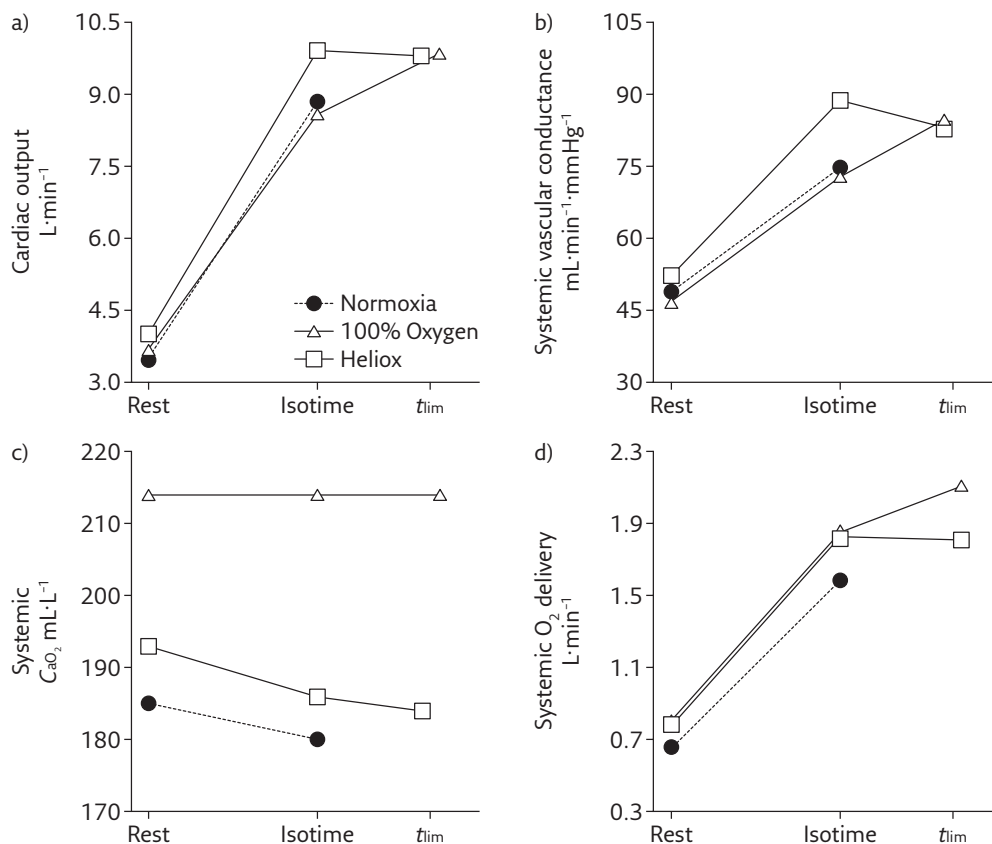 a)
10.5
9.0
7.5
6.0
4.5
3.0
Cardiac output
L·min⁻¹
Normoxia
100% Oxygen
Heliox
Rest Isotime tlim
b)
105
90
75
60
45
30
Systemic vascular conductance
mL·min⁻¹·mmHg⁻¹
Rest Isotime tlim
c)
220
210
200
190
180
170
Systemic
CaO₂ mL·L⁻¹
Rest Isotime tlim
d)
2.3
1.9
1.5
1.1
0.7
0.3
Systemic O₂ delivery
L·min⁻¹
Rest Isotime tlim